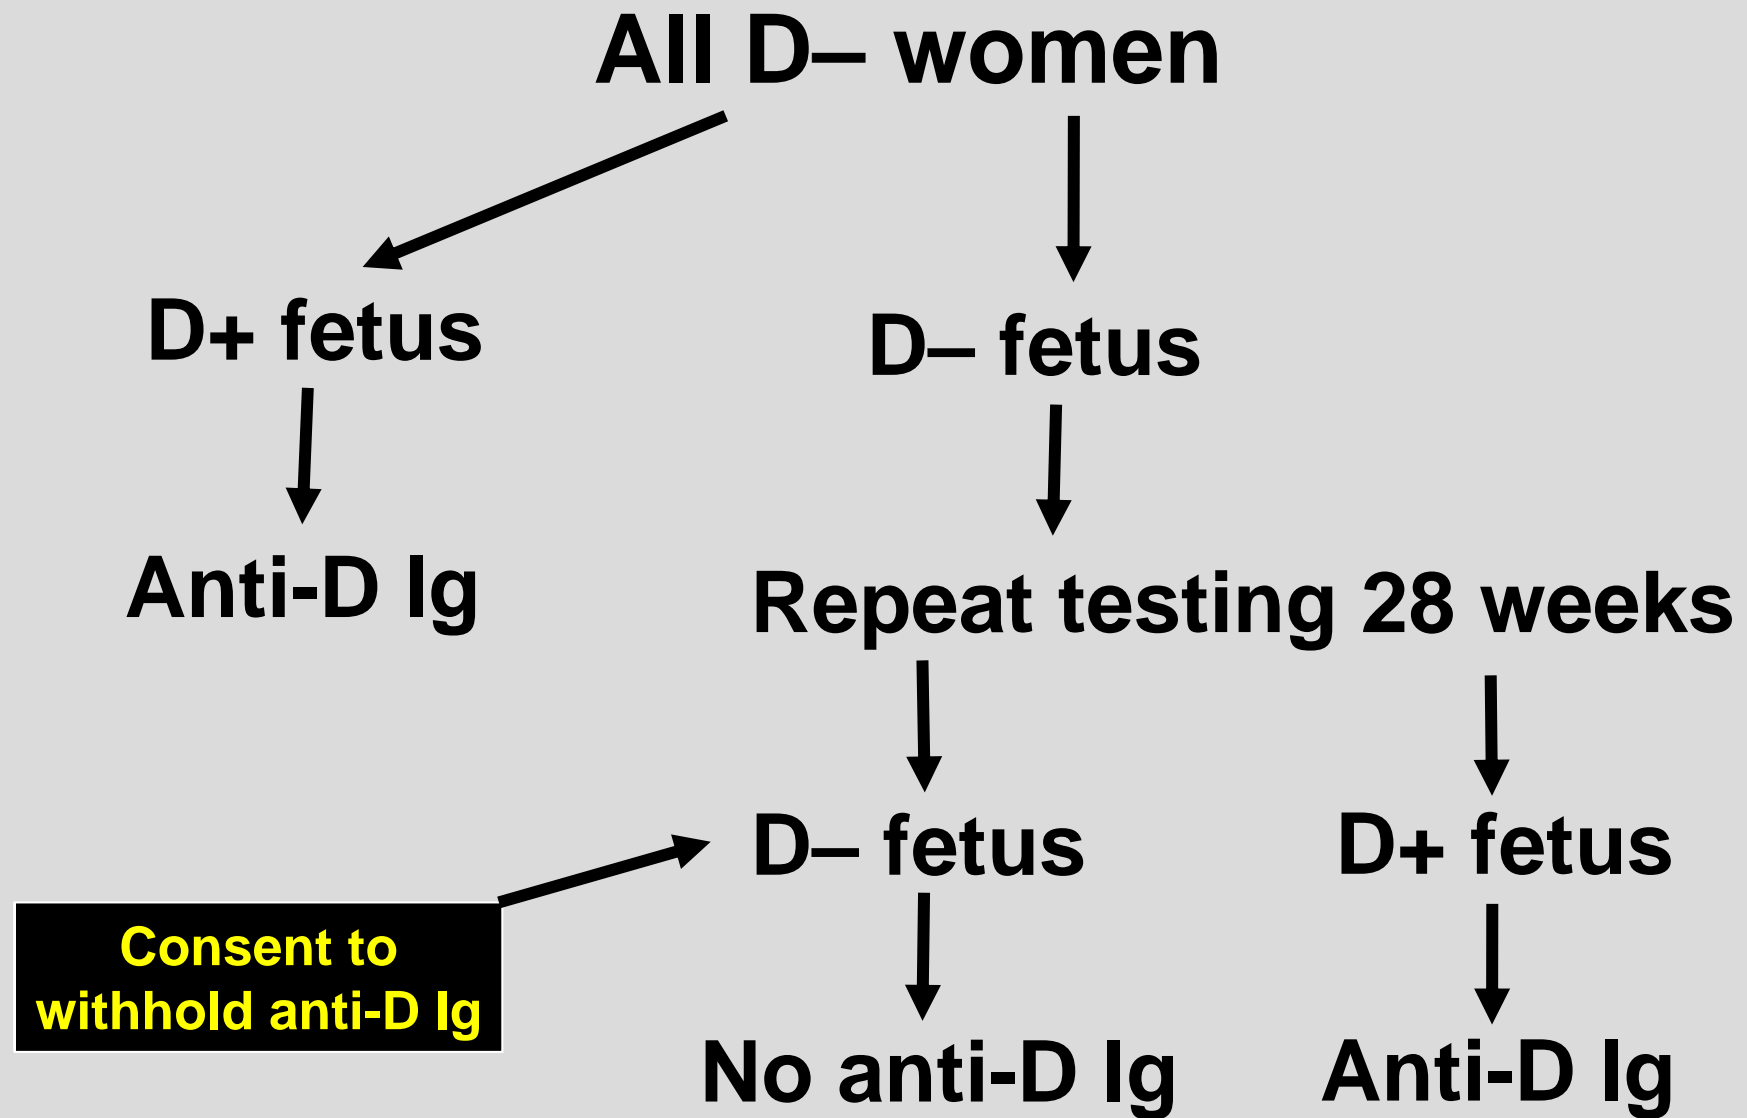 All D– women
D+ fetus
D– fetus
Anti-D Ig
Repeat testing 28 weeks
D– fetus
D+ fetus
Consent to
withhold anti-D Ig
No anti-D Ig
Anti-D Ig